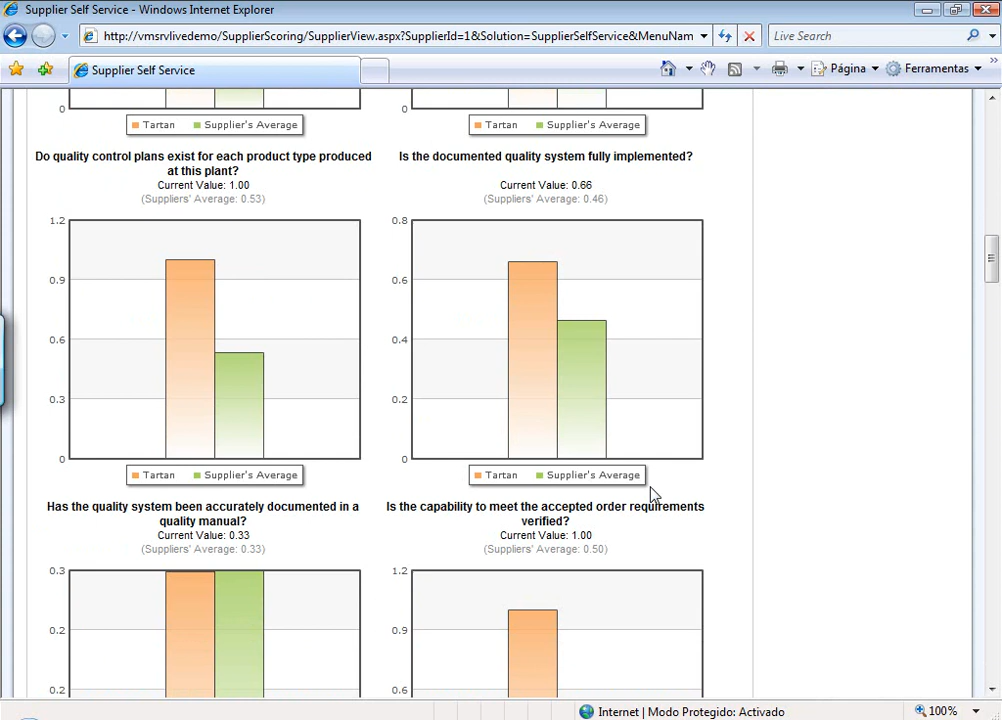 Supplier Self Service - Windows Internet Explorer
http://vmsrvlivedemo/SupplierScoring/SupplierView.aspx?SupplierId=1&Solution=SupplierSelfService&MenuNam
Live Search
Supplier Self Service
Página
Ferramentas
0
0
Tartan Supplier's Average
Tartan Supplier's Average
Do quality control plans exist for each product type produced
at this plant?
Current Value: 1.00
(Suppliers' Average: 0.53)
1.2
0.9
0.6
0.3
0
Tartan Supplier's Average
Is the documented quality system fully implemented?
Current Value: 0.66
(Suppliers' Average: 0.46)
0.8
0.6
0.4
0.2
0
Tartan Supplier's Average
Has the quality system been accurately documented in a
quality manual?
Current Value: 0.33
(Suppliers' Average: 0.33)
0.3
0.2
0.2
Is the capability to meet the accepted order requirements
verified?
Current Value: 1.00
(Suppliers' Average: 0.50)
1.2
0.9
0.6
Internet | Modo Protegido: Activado
100%